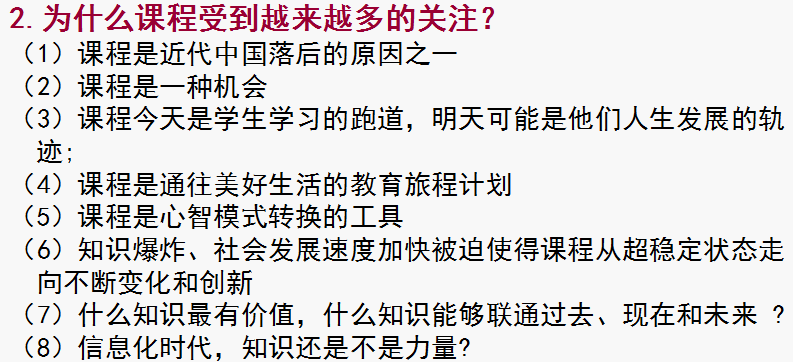 2.为什么课程受到越来越多的关注?
（1）课程是近代中国落后的原因之一
（2）课程是一种机会
（3）课程今天是学生学习的跑道，明天可能是他们人生发展的轨
迹;
（4）课程是通往美好生活的教育旅程计划
（5）课程是心智模式转换的工具
（6）知识爆炸、社会发展速度加快被迫使得课程从超稳定状态走
向不断变化和创新
（7）什么知识最有价值，什么知识能够联通过去、现在和未来 ?
（8）信息化时代，知识还是不是力量?